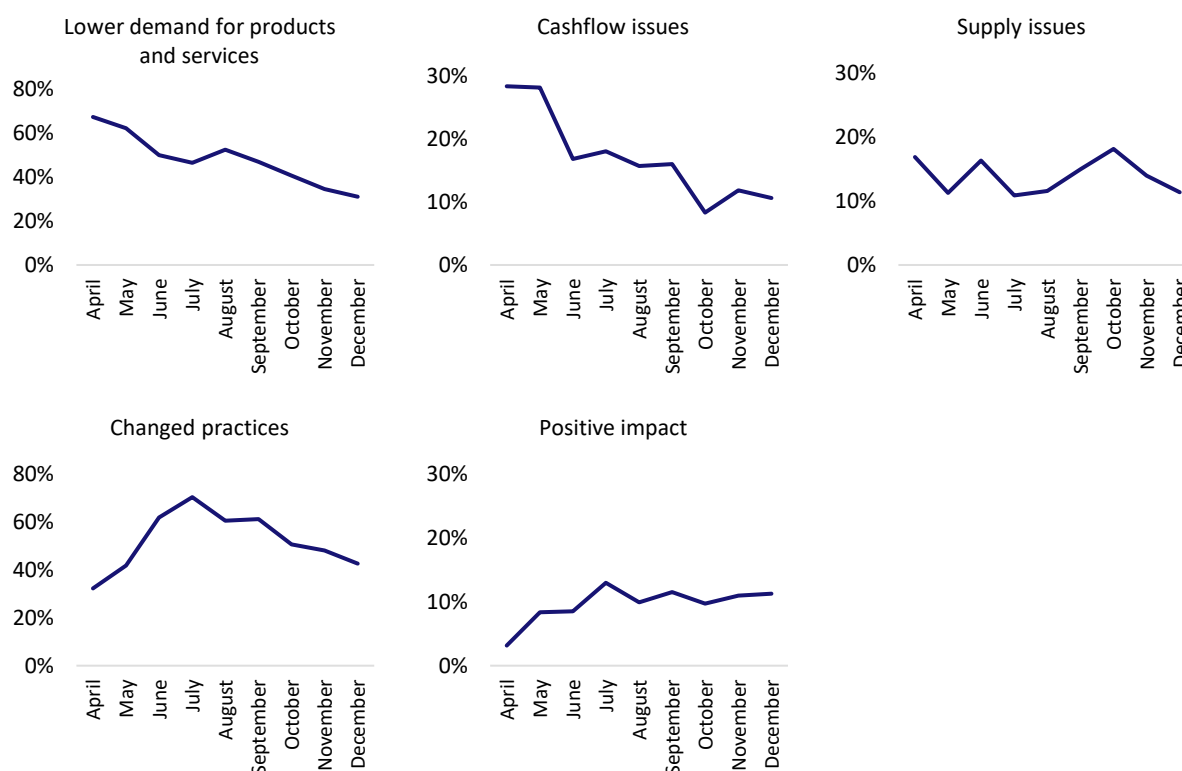 Lower demand for products
and services
80%
60%
40%
20%
0%
April
May
June
July
August
September
October
November
December
Cashflow issues
30%
20%
10%
0%
April
May
June
July
August
September
October
November
December
Supply issues
30%
20%
10%
0%
April
May
June
July
August
September
October
November
December
Changed practices
80%
60%
40%
20%
0%
April
May
June
July
August
September
October
November
December
Positive impact
30%
20%
10%
0%
April
May
June
July
August
September
October
November
December